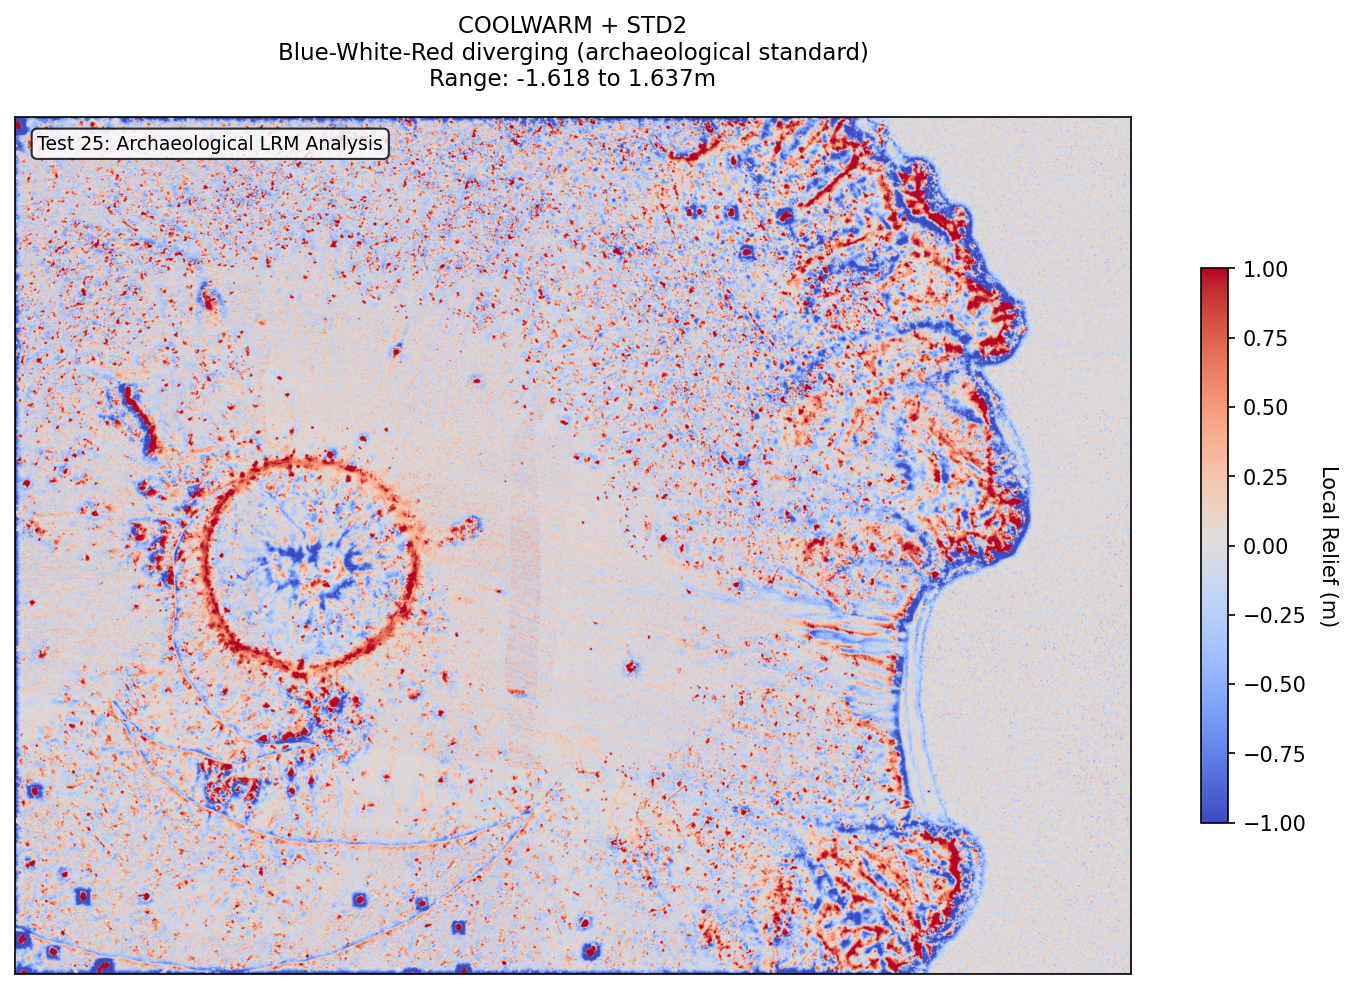 COOLWARM + STD2
Blue-White-Red diverging (archaeological standard)
Range: -1.618 to 1.637m
Test 25: Archaeological LRM Analysis
1.00
0.75
0.50
0.25
0.00
−0.25
−0.50
−0.75
−1.00
Local Relief (m)